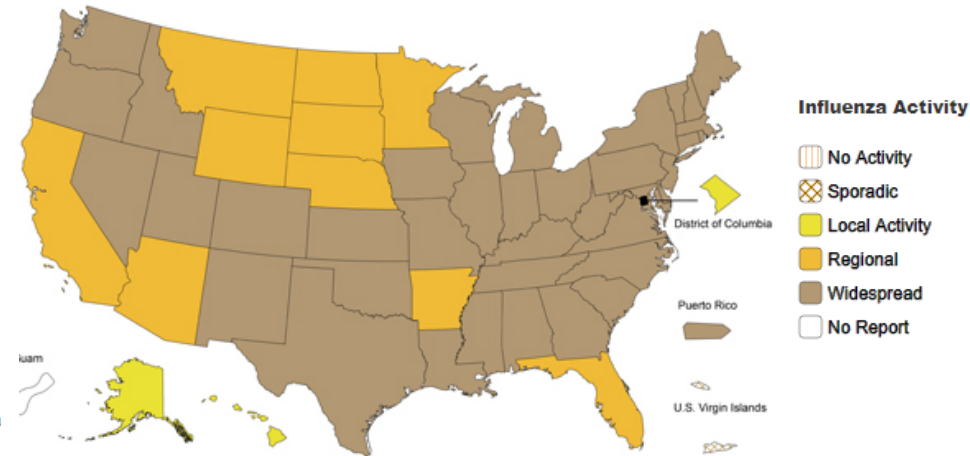 Influenza Activity
No Activity
Sporadic
Local Activity
Regional
Widespread
No Report
District of Columbia
Puerto Rico
U.S. Virgin Islands